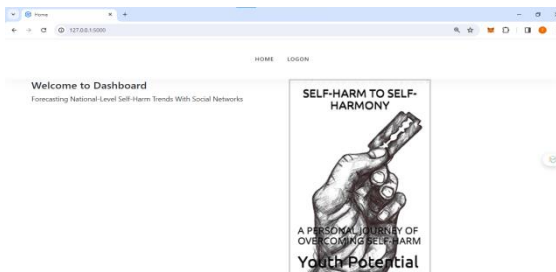 Home
127.0.0.1:5000
HOME LOGON
Welcome to Dashboard
Forecasting National-Level Self-Harm Trends With Social Networks
SELF-HARM TO SELF-
HARMONY
A PERSONAL JOURNEY OF
OVERCOMING SELF-HARM
Youth Potential